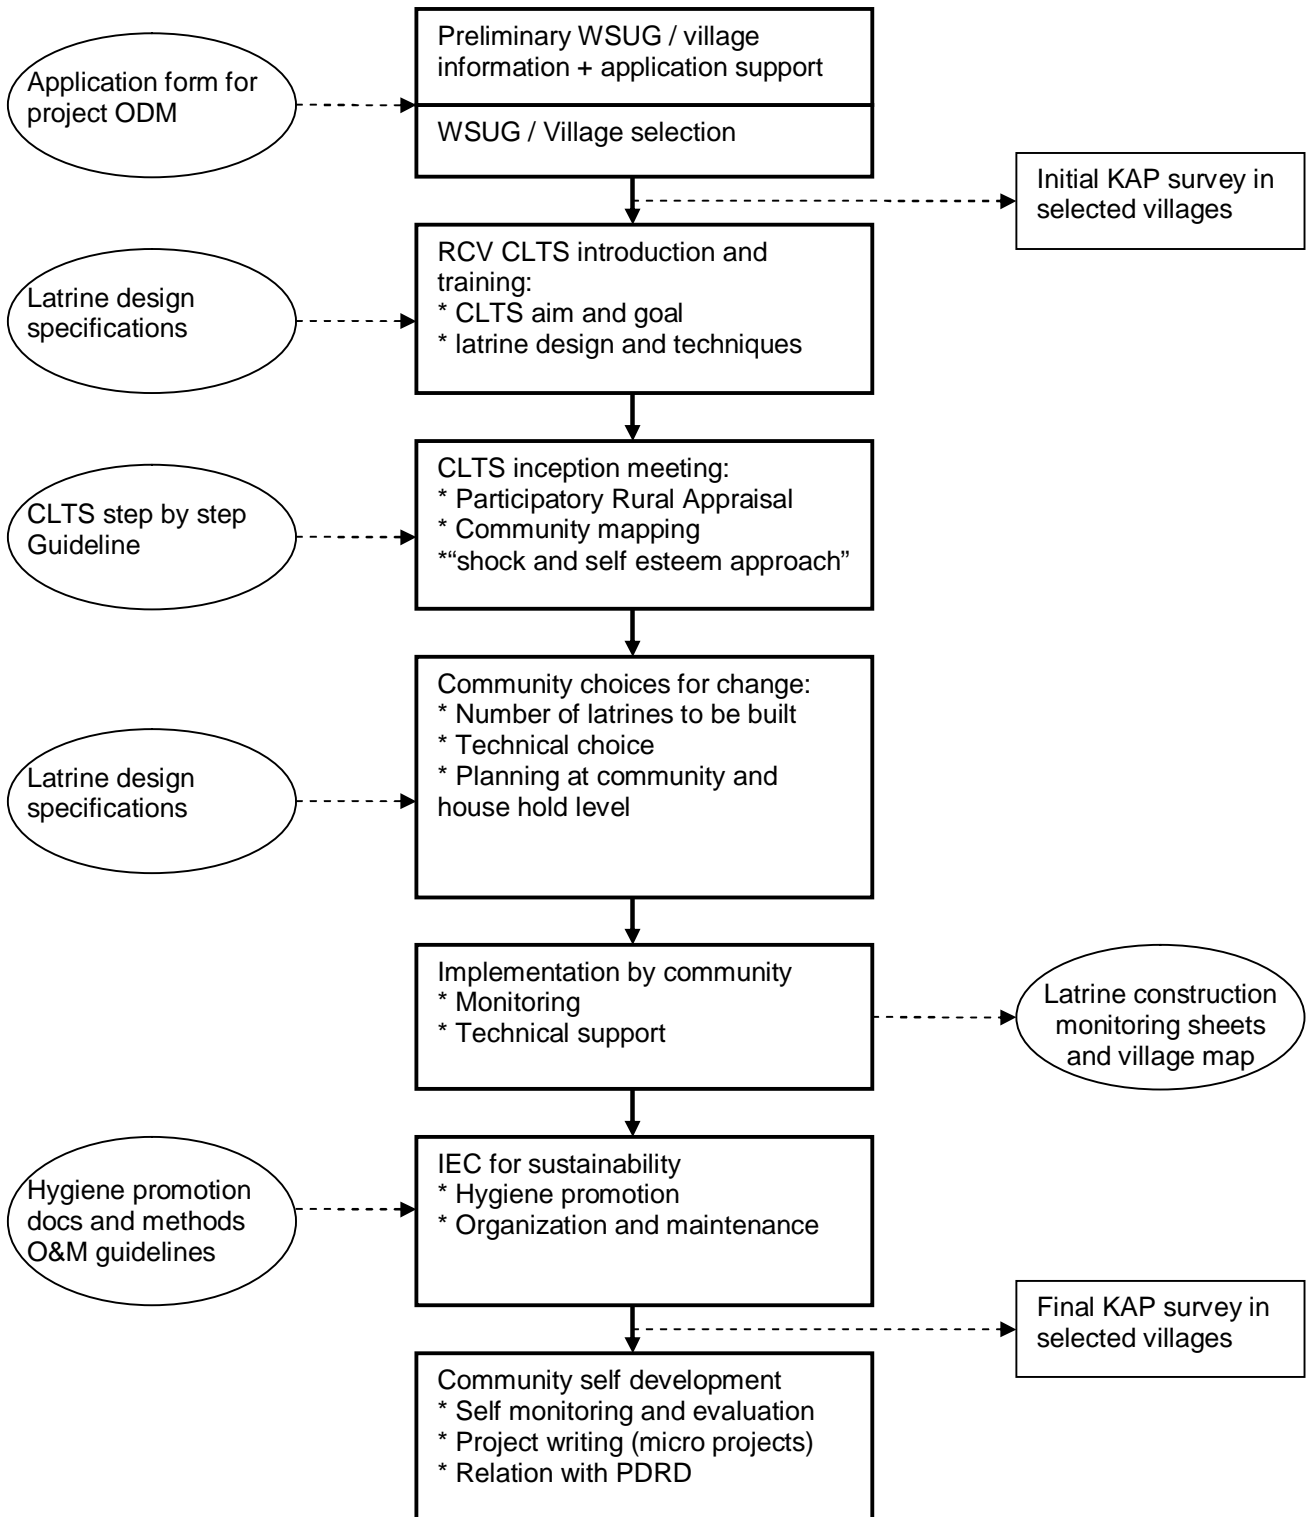 Preliminary WSUG / village
information + application support
Application form for
project ODM
WSUG / Village selection
Initial KAP survey in
selected villages
RCV CLTS introduction and
training:
* CLTS aim and goal
* latrine design and techniques
Latrine design
specifications
CLTS inception meeting:
* Participatory Rural Appraisal
* Community mapping
*“shock and self esteem approach”
CLTS step by step
Guideline
Community choices for change:
* Number of latrines to be built
* Technical choice
* Planning at community and
house hold level
Latrine design
specifications
Implementation by community
* Monitoring
* Technical support
Latrine construction
monitoring sheets
and village map
IEC for sustainability
* Hygiene promotion
* Organization and maintenance
Hygiene promotion
docs and methods
O&M guidelines
Final KAP survey in
selected villages
Community self development
* Self monitoring and evaluation
* Project writing (micro projects)
* Relation with PDRD